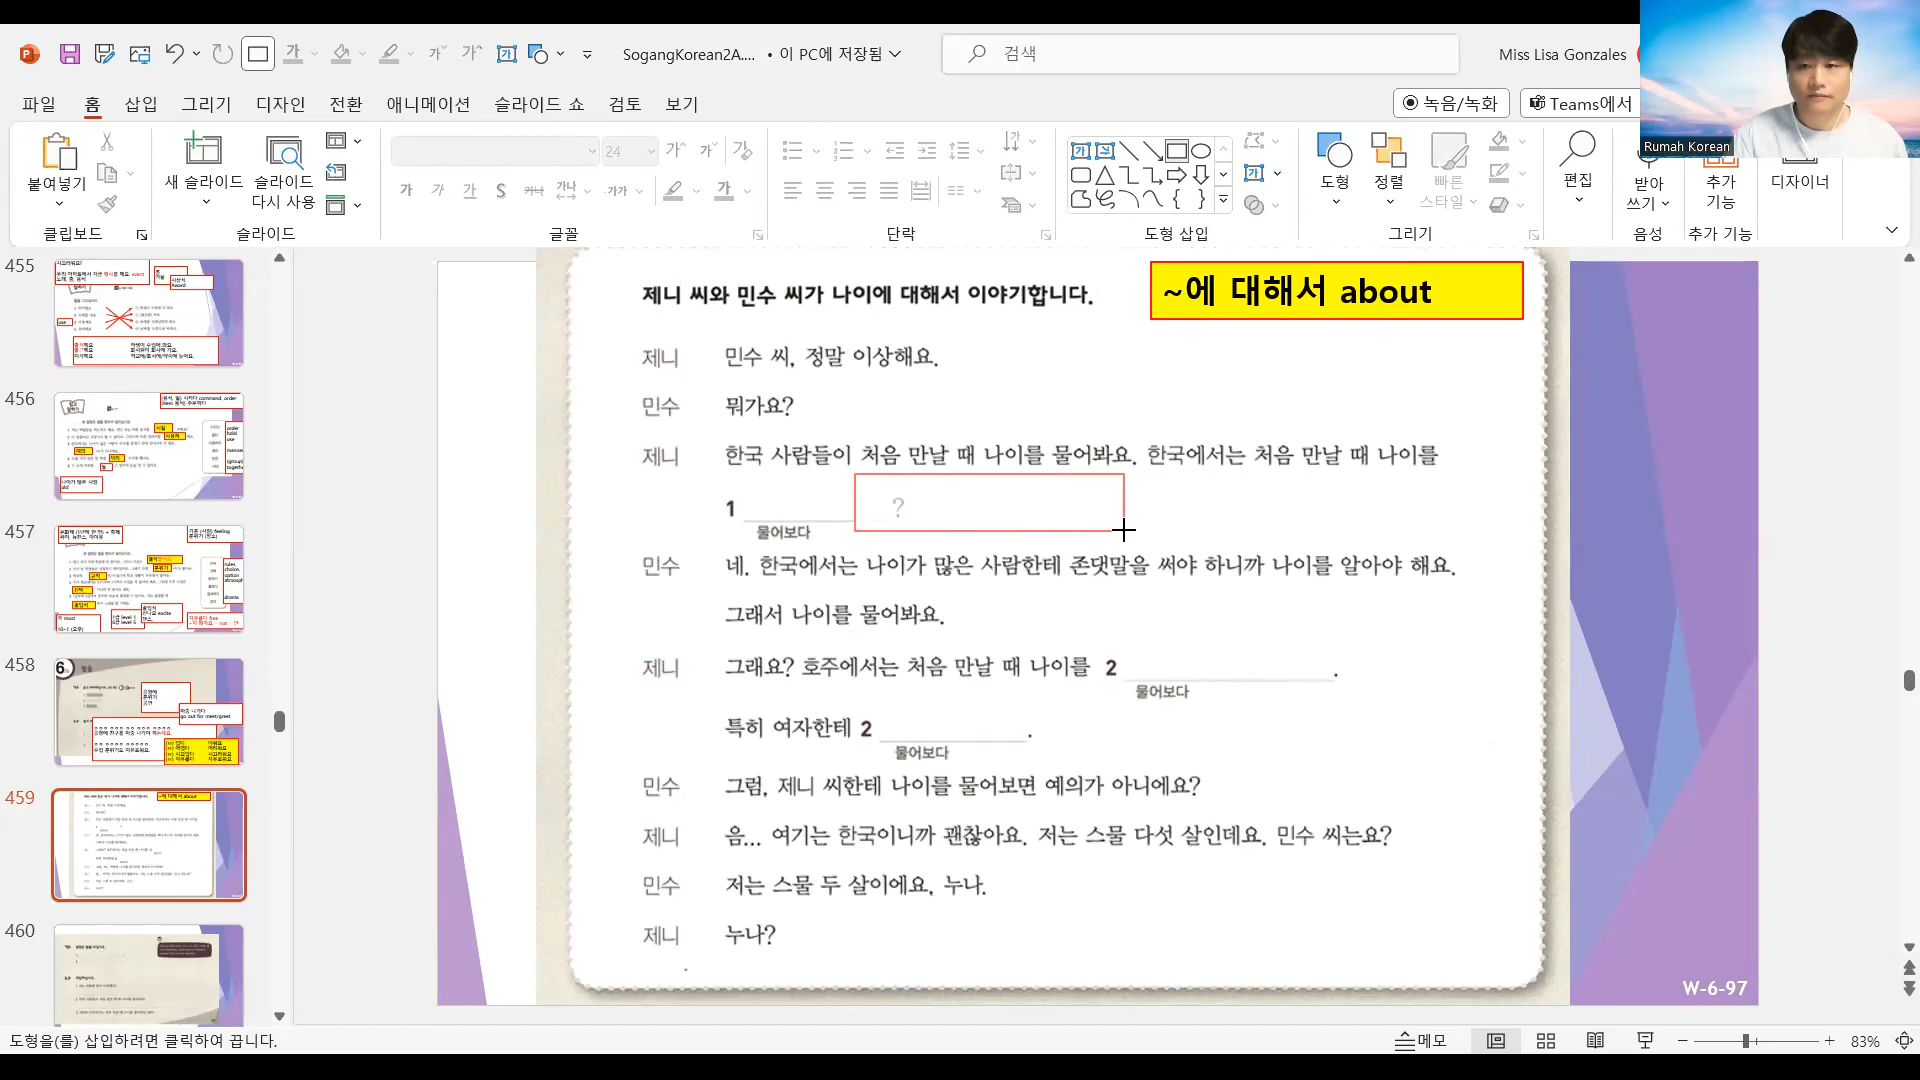 SogangKorean2A.... • 이 PC에 저장됨
검색
Miss Lisa Gonzales
파일 홈 삽입 그리기 디자인 전환 애니메이션 슬라이드 쇼 검토 보기
녹음/녹화 Teams에서
Rumah Korean
붙여넣기
새 슬라이드
슬라이드 다시 사용
24
도형 정렬 빠른 스타일
편집
받아쓰기
추가 기능
디자이너
클립보드 슬라이드 글꼴 단락 도형 삽입 그리기 음성 추가 기능
455
456
457
458
459
460
제니 씨와 민수 씨가 나이에 대해서 이야기합니다.
~에 대해서 about
제니 민수 씨, 정말 이상해요.
민수 뭐가요?
제니 한국 사람들이 처음 만날 때 나이를 물어봐요. 한국에서는 처음 만날 때 나이를
1 ?
물어보다
민수 네. 한국에서는 나이가 많은 사람한테 존댓말을 써야 하니까 나이를 알아야 해요.
그래서 나이를 물어봐요.
제니 그래요? 호주에서는 처음 만날 때 나이를 2 .
물어보다
특히 여자한테 2 .
물어보다
민수 그럼, 제니 씨한테 나이를 물어보면 예의가 아니에요?
제니 음... 여기는 한국이니까 괜찮아요. 저는 스물 다섯 살인데요. 민수 씨는요?
민수 저는 스물 두 살이에요, 누나.
제니 누나?
W-6-97
도형을(를) 삽입하려면 클릭하여 끕니다.
메모
83%